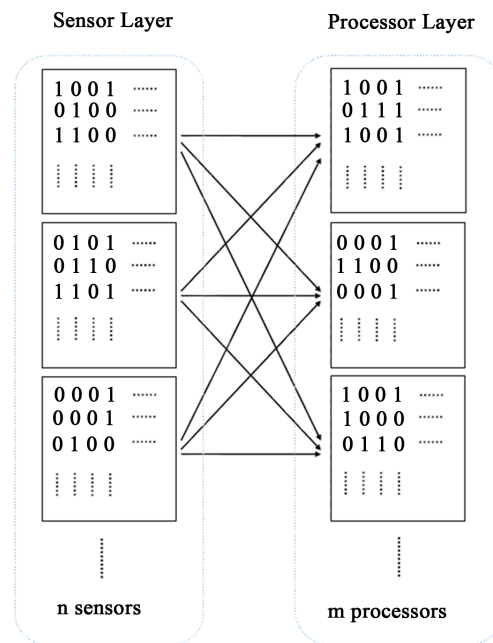 Sensor Layer
Processor Layer
1 0 0 1 ......
0 1 0 0 ......
1 1 0 0 ......
1 0 0 1 ......
0 1 1 1 ......
1 0 0 1 ......
0 1 0 1 ......
0 1 1 0 ......
1 1 0 1 ......
0 0 0 1 ......
1 1 0 0 ......
0 0 0 1 ......
0 0 0 1 ......
0 0 0 1 ......
0 1 0 0 ......
1 0 0 1 ......
1 0 0 0 ......
0 1 1 0 ......
n sensors
m processors